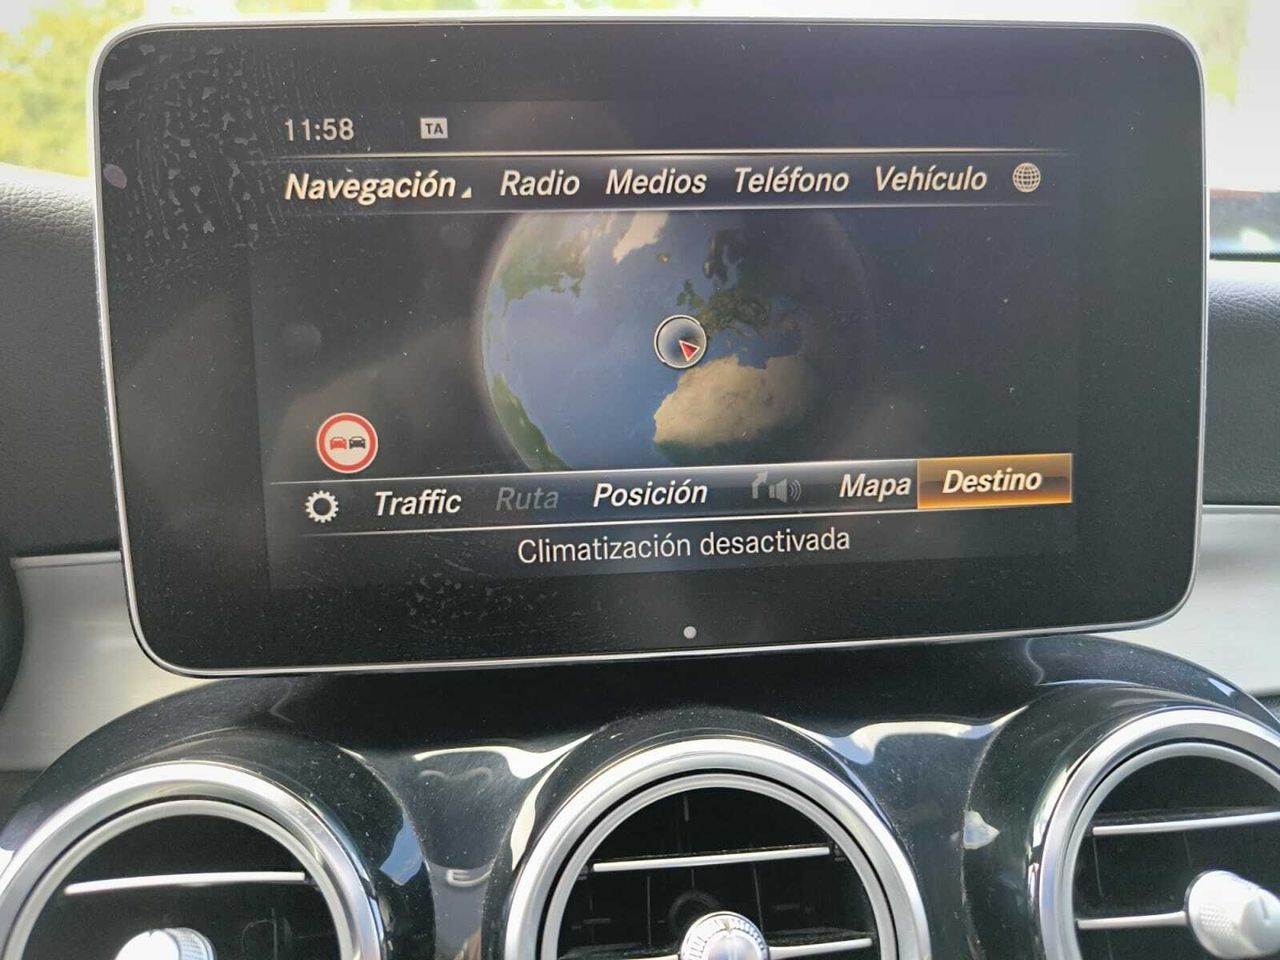 11:58 TA
Navegación Radio Medios Teléfono Vehículo
Traffic Ruta Posición Mapa Destino
Climatización desactivada